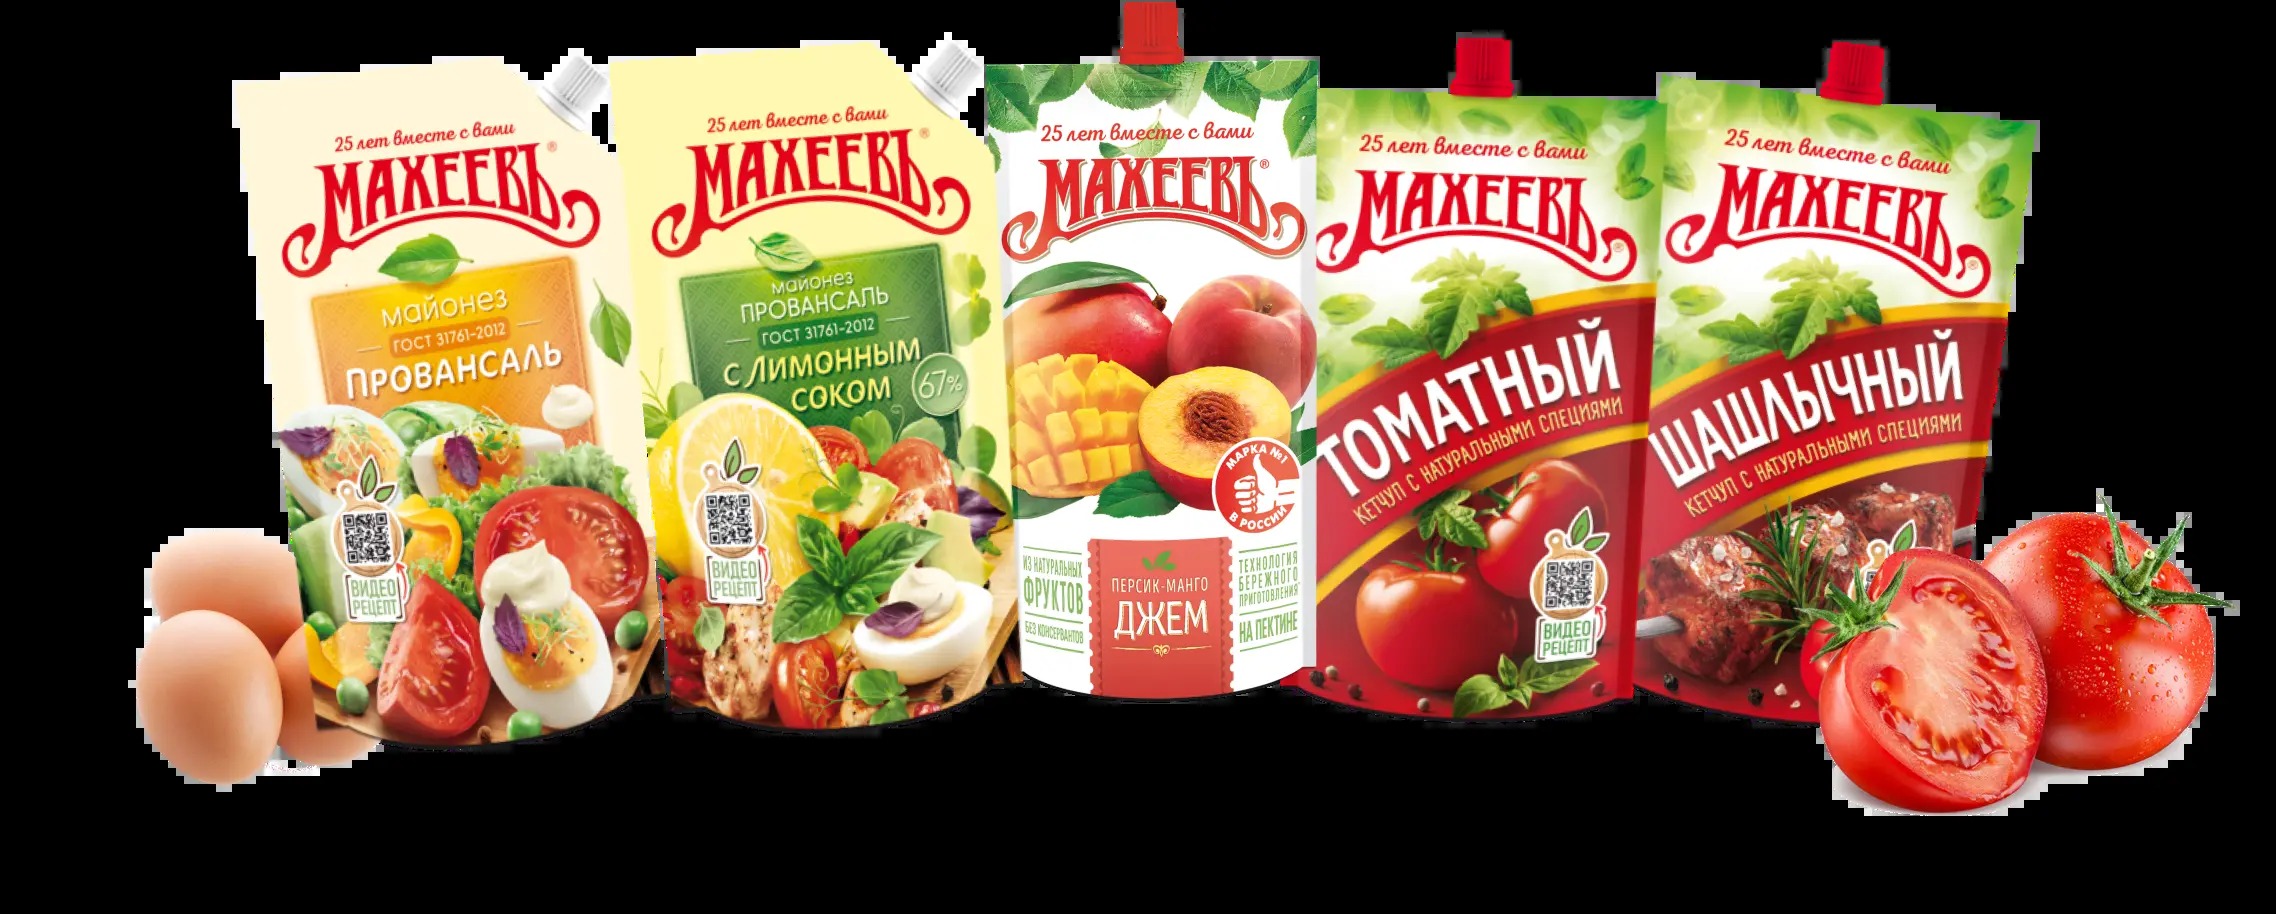 25 лет вместе с вами
МАХЕЕВЪ®
майонез
ГОСТ 31761-2012
ПРОВАНСАЛЬ
ВИДЕО
РЕЦЕПТ
25 лет вместе с вами
МАХЕЕВЪ®
майонез
ПРОВАНСАЛЬ
ГОСТ 31761-2012
с Лимонным
соком
67%
ВИДЕО
РЕЦЕПТ
25 лет вместе с вами
МАХЕЕВЪ®
МАРКА №1
В РОССИИ
ИЗ НАТУРАЛЬНЫХ
ФРУКТОВ
БЕЗ КОНСЕРВАНТОВ
ПЕРСИК-МАНГО
ДЖЕМ
ТЕХНОЛОГИЯ
БЕРЕЖНОГО
ПРИГОТОВЛЕНИЯ
НА ПЕКТИНЕ
25 лет вместе с вами
МАХЕЕВЪ®
ТОМАТНЫЙ
КЕТЧУП С НАТУРАЛЬНЫМИ СПЕЦИЯМИ
ВИДЕО
РЕЦЕПТ
25 лет вместе с вами
МАХЕЕВЪ®
ШАШЛЫЧНЫЙ
КЕТЧУП С НАТУРАЛЬНЫМИ СПЕЦИЯМИ